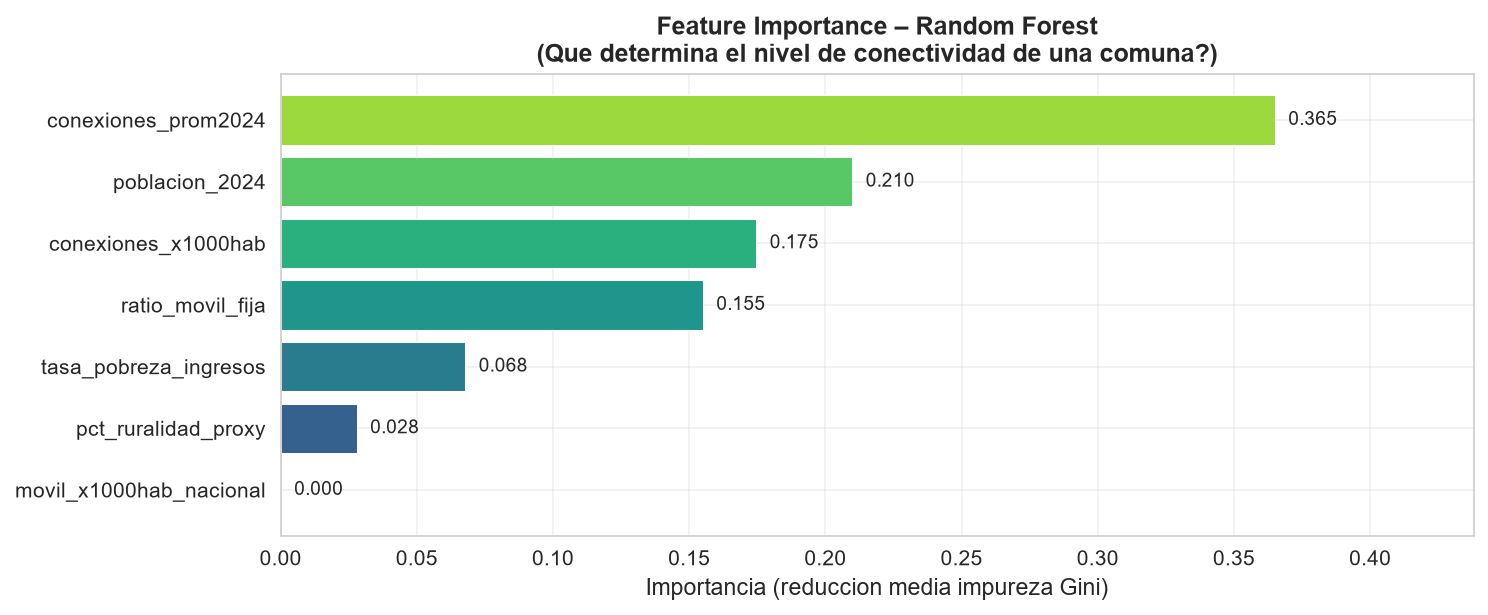 Feature Importance – Random Forest
(Que determina el nivel de conectividad de una comuna?)
conexiones_prom2024
0.365
poblacion_2024
0.210
conexiones_x1000hab
0.175
ratio_movil_fija
0.155
tasa_pobreza_ingresos
0.068
pct_ruralidad_proxy
0.028
movil_x1000hab_nacional
0.000
0.00 0.05 0.10 0.15 0.20 0.25 0.30 0.35 0.40
Importancia (reduccion media impureza Gini)